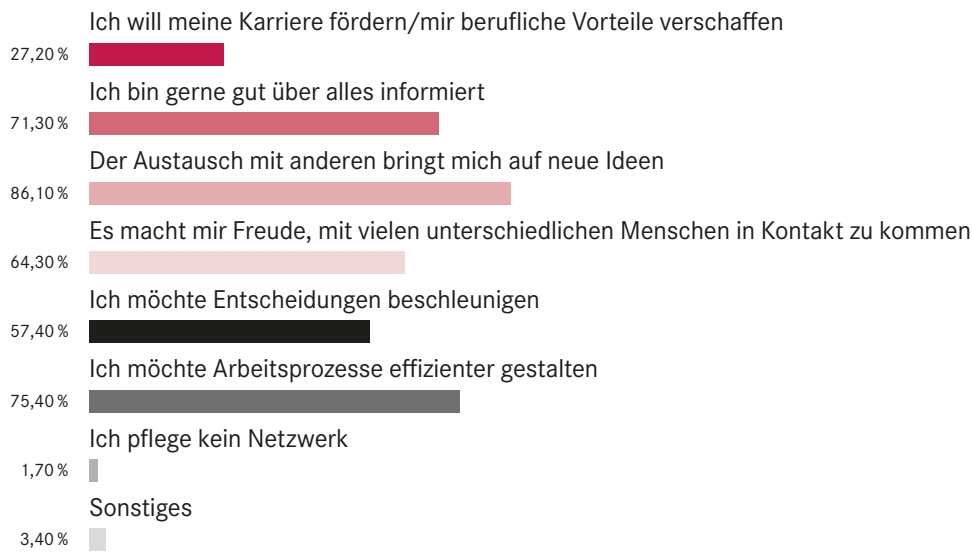 Ich will meine Karriere fördern/mir berufliche Vorteile verschaffen
27,20 %
Ich bin gerne gut über alles informiert
71,30 %
Der Austausch mit anderen bringt mich auf neue Ideen
86,10 %
Es macht mir Freude, mit vielen unterschiedlichen Menschen in Kontakt zu kommen
64,30 %
Ich möchte Entscheidungen beschleunigen
57,40 %
Ich möchte Arbeitsprozesse effizienter gestalten
75,40 %
Ich pflege kein Netzwerk
1,70 %
Sonstiges
3,40 %